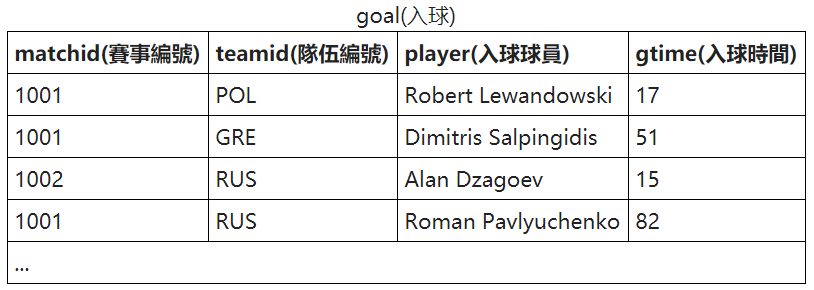 goal(入球)
matchid(賽事編號) teamid(隊伍編號) player(入球球員) gtime(入球時間)
1001 POL Robert Lewandowski 17
1001 GRE Dimitris Salpingidis 51
1002 RUS Alan Dzagoev 15
1001 RUS Roman Pavlyuchenko 82
...